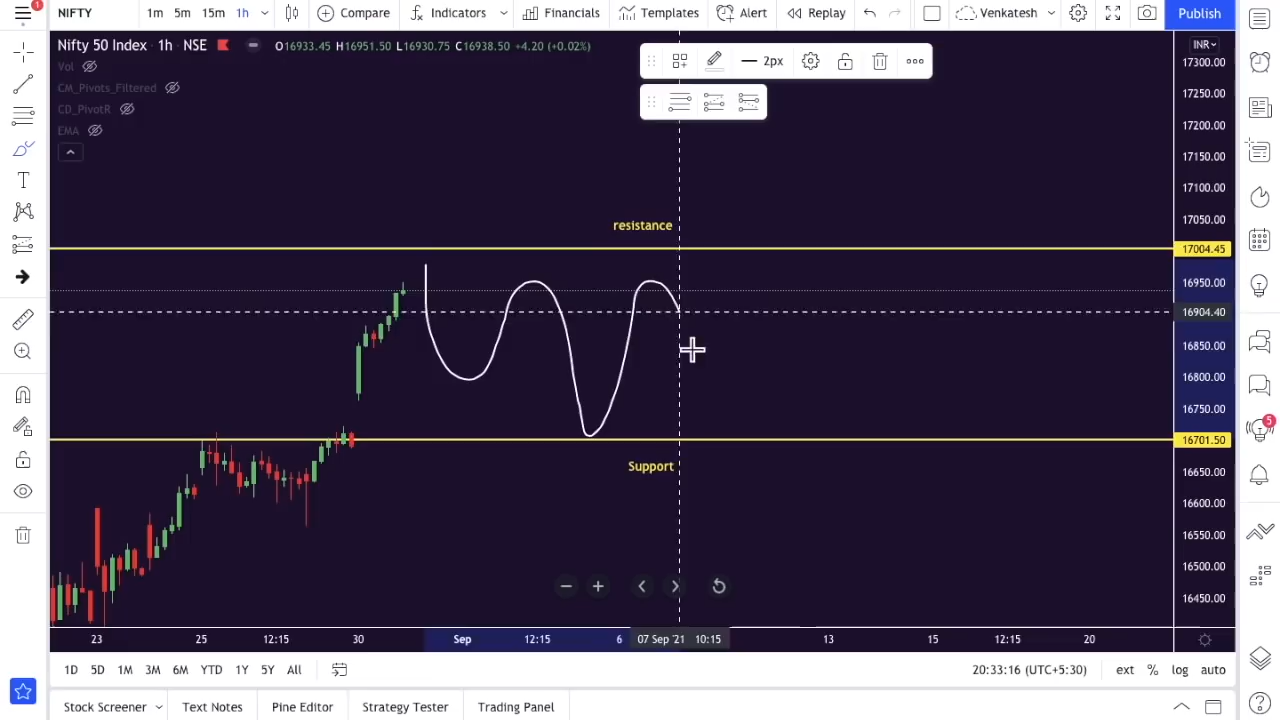 1
NIFTY 1m 5m 15m 1h Compare Indicators Financials Templates Alert Replay Venkatesh Publish
Nifty 50 Index · 1h · NSE O16933.45 H16951.50 L16930.75 C16938.50 +4.20 (+0.02%)
INR
Vol
CM_Pivots_Filtered
CD_PivotR
EMA
2px
17300.00
17250.00
17200.00
17150.00
17100.00
17050.00
resistance
17004.45
16950.00
16904.40
16850.00
16800.00
16750.00
16701.50
Support
16650.00
16600.00
16550.00
16500.00
16450.00
5
23 25 12:15 30 Sep 12:15 6 07 Sep '21 10:15 13 15 12:15 20
1D 5D 1M 3M 6M YTD 1Y 5Y All 20:33:16 (UTC+5:30) ext % log auto
Stock Screener Text Notes Pine Editor Strategy Tester Trading Panel